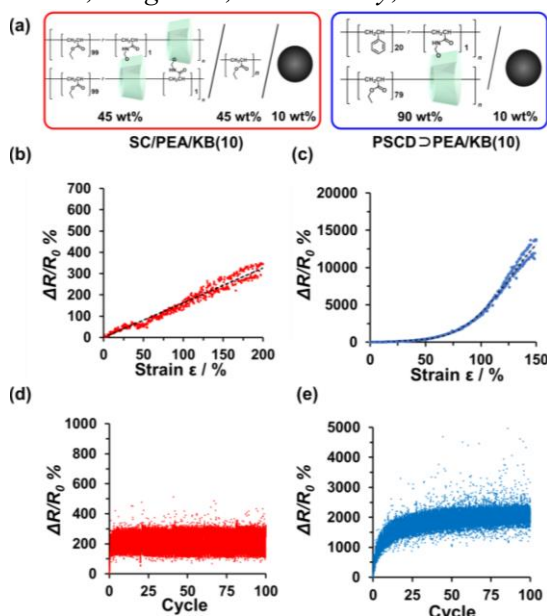 (a)
99
1
99
1
45 wt%
45 wt%
10 wt%
20
1
79
90 wt%
10 wt%
SC/PEA/KB(10)
PSCD⊃PEA/KB(10)
(b)
700
600
500
400
300
200
100
0
ΔR/R0 %
0 50 100 150 200
Strain ε / %
(c)
20000
15000
10000
5000
0
ΔR/R0 %
0 50 100 150
Strain ε / %
(d)
1000
800
600
400
200
0
ΔR/R0 %
0 25 50 75 100
Cycle
(e)
5000
4000
3000
2000
1000
0
ΔR/R0 %
0 25 50 75 100
Cycle